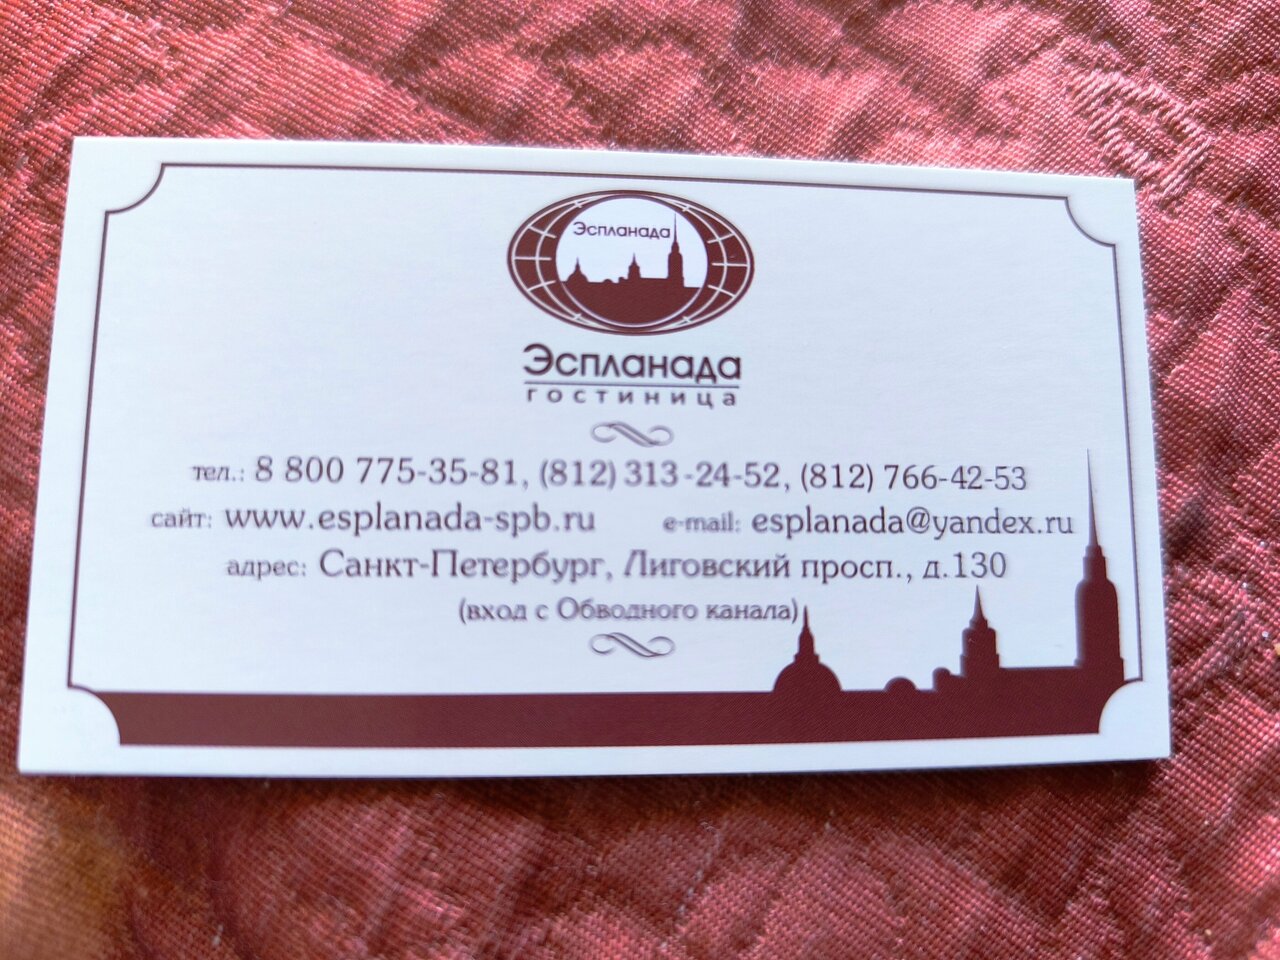 Эспланада
Эспланада
гостиница
тел.: 8 800 775-35-81, (812) 313-24-52, (812) 766-42-53
сайт: www.esplanada-spb.ru e-mail: esplanada@yandex.ru
адрес: Санкт-Петербург, Лиговский просп., д.130
(вход с Обводного канала)